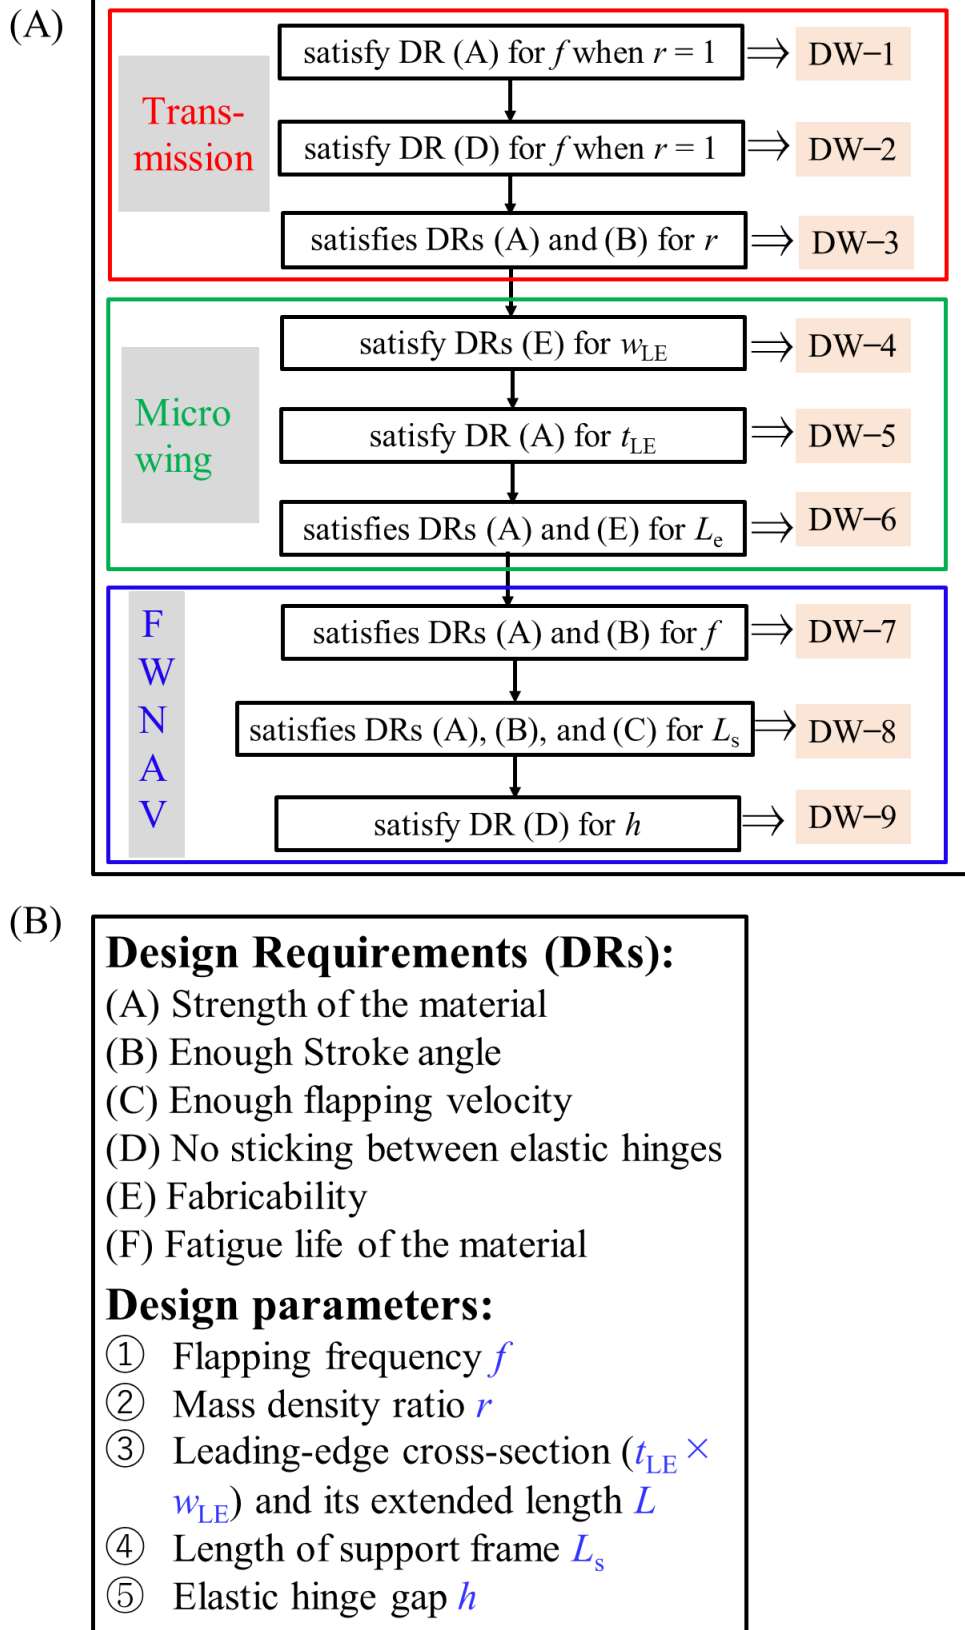 (A)
Trans-
mission
satisfy DR (A) for f when r = 1 ⇒ DW−1
satisfy DR (D) for f when r = 1 ⇒ DW−2
satisfies DRs (A) and (B) for r ⇒ DW−3
Micro
wing
satisfy DRs (E) for wLE ⇒ DW−4
satisfy DR (A) for tLE ⇒ DW−5
satisfies DRs (A) and (E) for Le ⇒ DW−6
F
W
N
A
V
satisfies DRs (A) and (B) for f ⇒ DW−7
satisfies DRs (A), (B), and (C) for Ls ⇒ DW−8
satisfy DR (D) for h ⇒ DW−9
(B)
Design Requirements (DRs):
(A) Strength of the material
(B) Enough Stroke angle
(C) Enough flapping velocity
(D) No sticking between elastic hinges
(E) Fabricability
(F) Fatigue life of the material
Design parameters:
① Flapping frequency f
② Mass density ratio r
③ Leading-edge cross-section (tLE ×
wLE) and its extended length L
④ Length of support frame Ls
⑤ Elastic hinge gap h